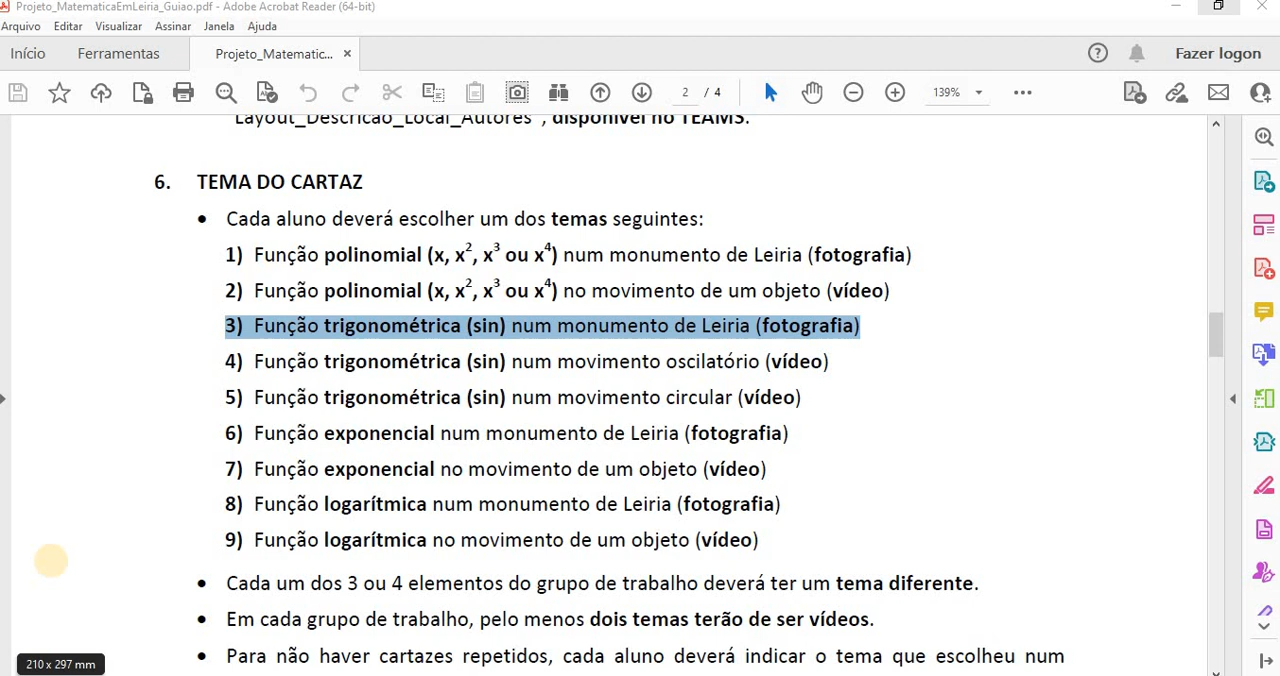 Projeto_MatematicaEmLeiria_Guiao.pdf - Adobe Acrobat Reader (64-bit)
Arquivo Editar Visualizar Assinar Janela Ajuda
Início Ferramentas Projeto_Matematic... × Fazer logon
2 / 4 139%
Layout_Descricao_Local_Autores", disponível no TEAMS.
6. TEMA DO CARTAZ
• Cada aluno deverá escolher um dos temas seguintes:
1) Função polinomial (x, x², x³ ou x⁴) num monumento de Leiria (fotografia)
2) Função polinomial (x, x², x³ ou x⁴) no movimento de um objeto (vídeo)
3) Função trigonométrica (sin) num monumento de Leiria (fotografia)
4) Função trigonométrica (sin) num movimento oscilatório (vídeo)
5) Função trigonométrica (sin) num movimento circular (vídeo)
6) Função exponencial num monumento de Leiria (fotografia)
7) Função exponencial no movimento de um objeto (vídeo)
8) Função logarítmica num monumento de Leiria (fotografia)
9) Função logarítmica no movimento de um objeto (vídeo)
• Cada um dos 3 ou 4 elementos do grupo de trabalho deverá ter um tema diferente.
• Em cada grupo de trabalho, pelo menos dois temas terão de ser vídeos.
• Para não haver cartazes repetidos, cada aluno deverá indicar o tema que escolheu num
210 x 297 mm